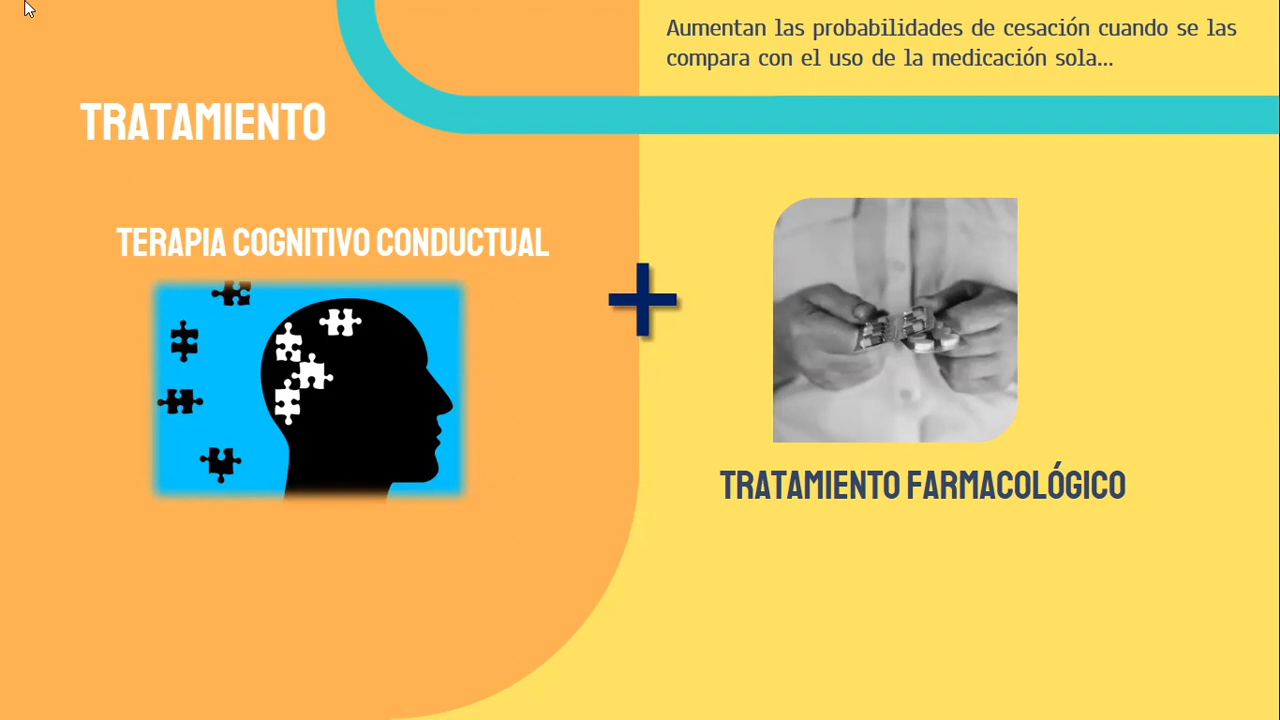 Aumentan las probabilidades de cesación cuando se las
compara con el uso de la medicación sola...
TRATAMIENTO
TERAPIA COGNITIVO CONDUCTUAL
TRATAMIENTO FARMACOLÓGICO